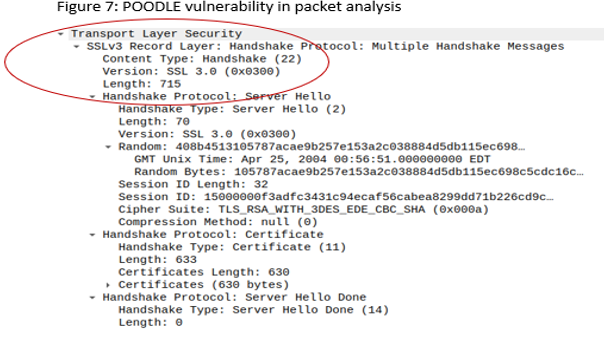 Figure 7: POODLE vulnerability in packet analysis
Transport Layer Security
SSLv3 Record Layer: Handshake Protocol: Multiple Handshake Messages
Content Type: Handshake (22)
Version: SSL 3.0 (0x0300)
Length: 715
Handshake Protocol: Server Hello
Handshake Type: Server Hello (2)
Length: 70
Version: SSL 3.0 (0x0300)
Random: 408b4513105787acae9b257e153a2c038884d5db115ec698…
GMT Unix Time: Apr 25, 2004 00:56:51.000000000 EDT
Random Bytes: 105787acae9b257e153a2c038884d5db115ec698c5cdc16c…
Session ID Length: 32
Session ID: 15000000f3adfc3431c94ecaf56cabea8299dd71b226cd9c…
Cipher Suite: TLS_RSA_WITH_3DES_EDE_CBC_SHA (0x000a)
Compression Method: null (0)
Handshake Protocol: Certificate
Handshake Type: Certificate (11)
Length: 633
Certificates Length: 630
Certificates (630 bytes)
Handshake Protocol: Server Hello Done
Handshake Type: Server Hello Done (14)
Length: 0